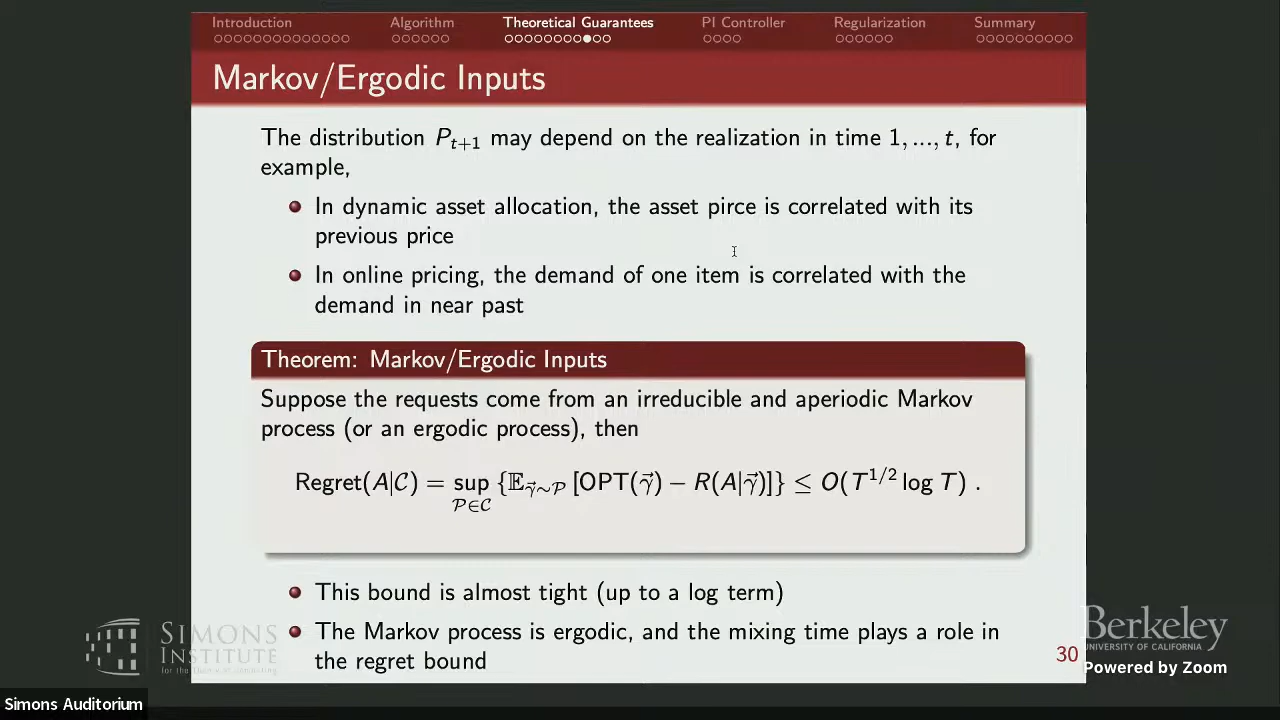 Introduction Algorithm Theoretical Guarantees PI Controller Regularization Summary
Markov/Ergodic Inputs
The distribution P_{t+1} may depend on the realization in time 1, ..., t, for
example,
In dynamic asset allocation, the asset pirce is correlated with its
previous price
In online pricing, the demand of one item is correlated with the
demand in near past
Theorem: Markov/Ergodic Inputs
Suppose the requests come from an irreducible and aperiodic Markov
process (or an ergodic process), then
Regret(A|𝒞) = sup_{𝒫∈𝒞} {𝔼_{γ⃗∼𝒫} [OPT(γ⃗) − R(A|γ⃗)]} ≤ O(T^{1/2} log T) .
This bound is almost tight (up to a log term)
The Markov process is ergodic, and the mixing time plays a role in
the regret bound
30
SIMONS
INSTITUTE
for the Theory of Computing
Berkeley
UNIVERSITY OF CALIFORNIA
Powered by Zoom
Simons Auditorium